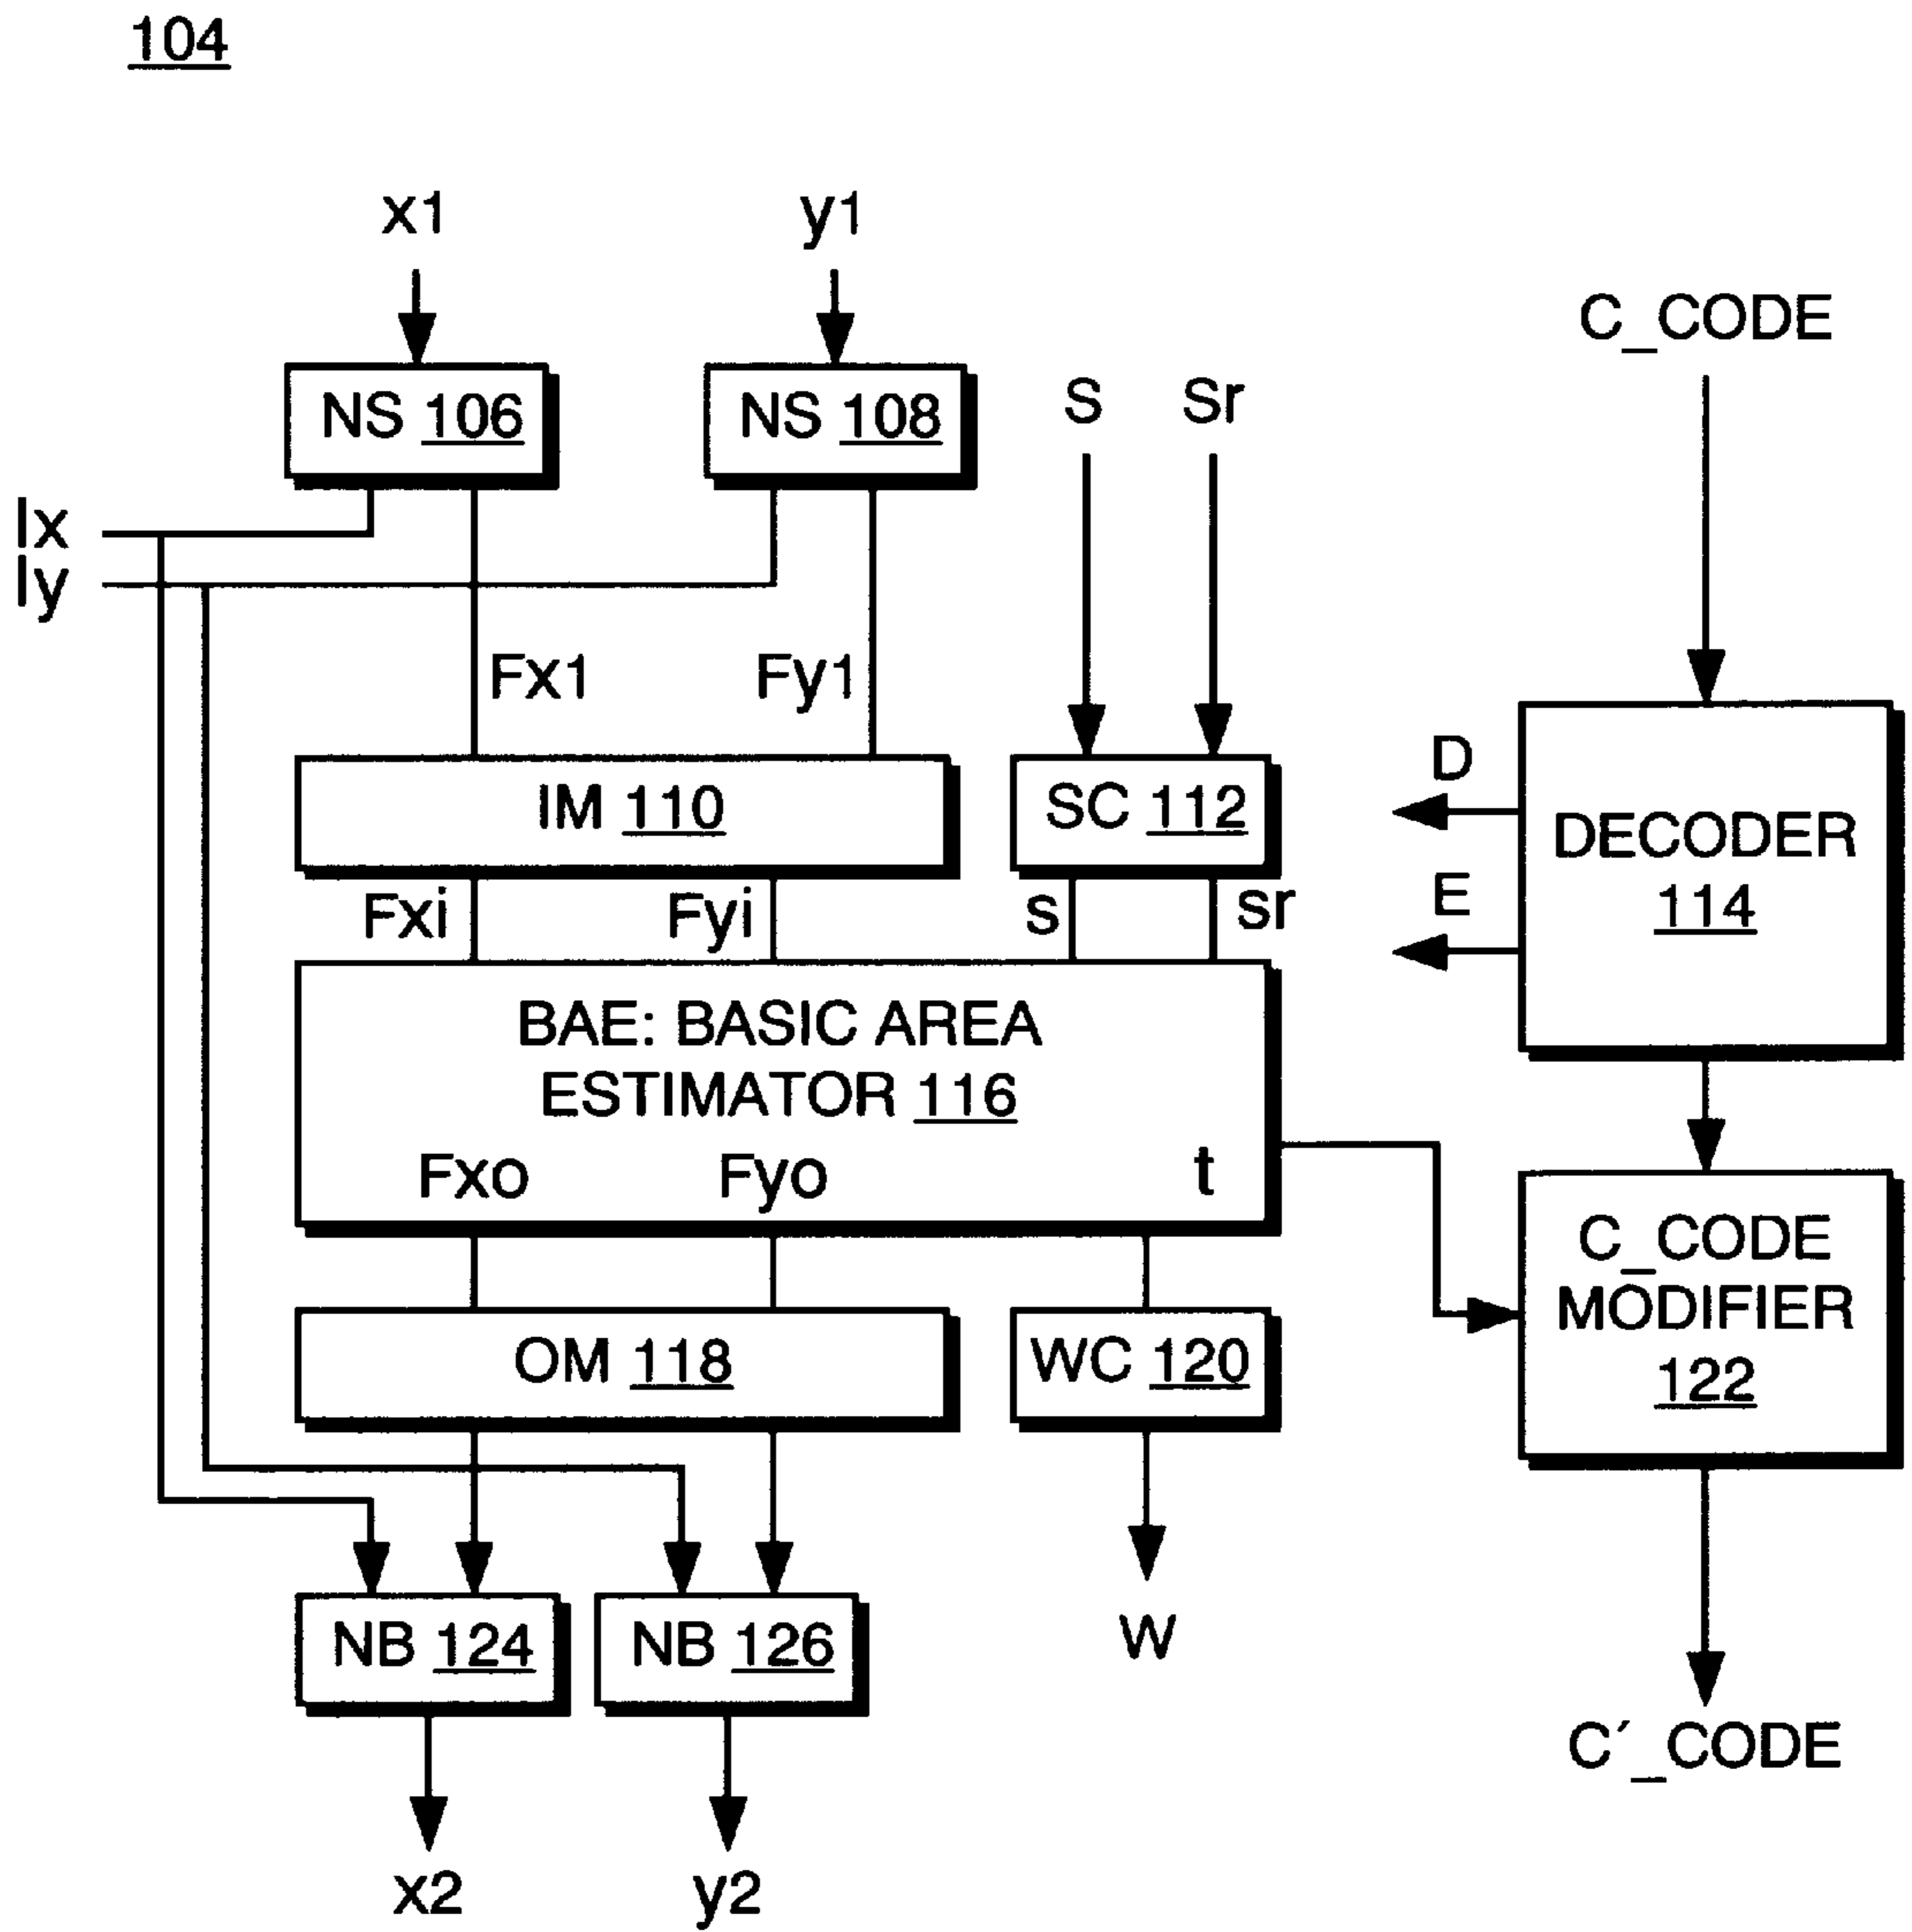 104
x1
y1
C_CODE
NS 106
NS 108
S
Sr
Ix
Iy
Fx1
Fy1
IM 110
SC 112
D
DECODER
E
114
Fxi
Fyi
s
sr
BAE: BASIC AREA
ESTIMATOR 116
Fxo
Fyo
t
C_CODE
MODIFIER
122
OM 118
WC 120
NB 124
NB 126
W
C´_CODE
x2
y2